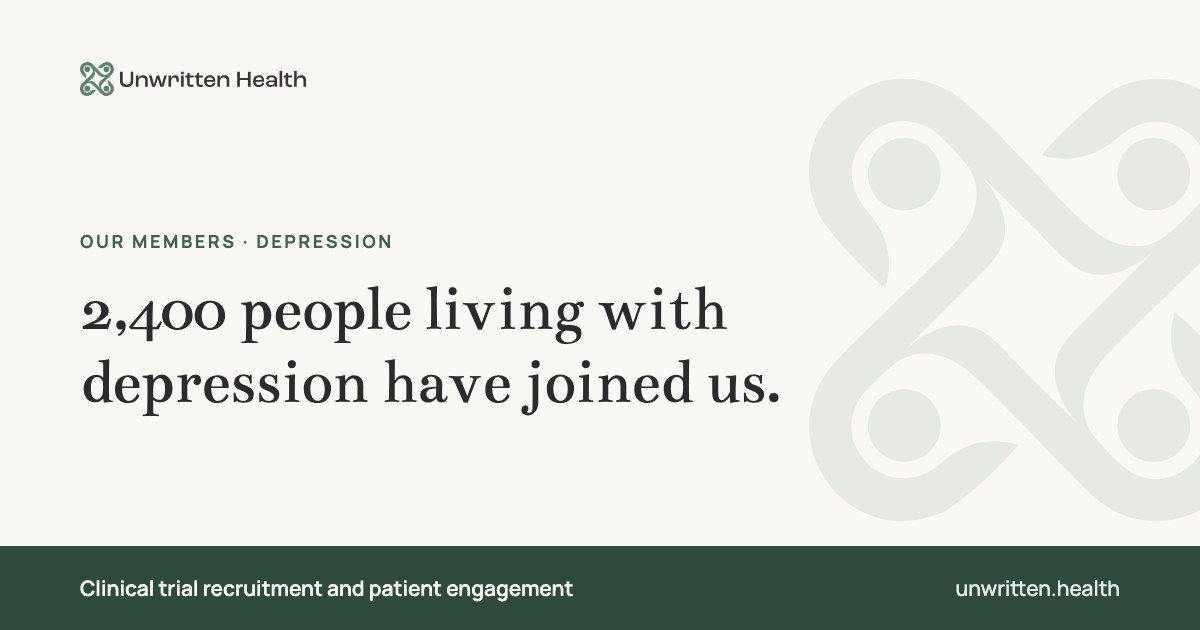 Unwritten Health
OUR MEMBERS · DEPRESSION
2,400 people living with
depression have joined us.
Clinical trial recruitment and patient engagement
unwritten.health